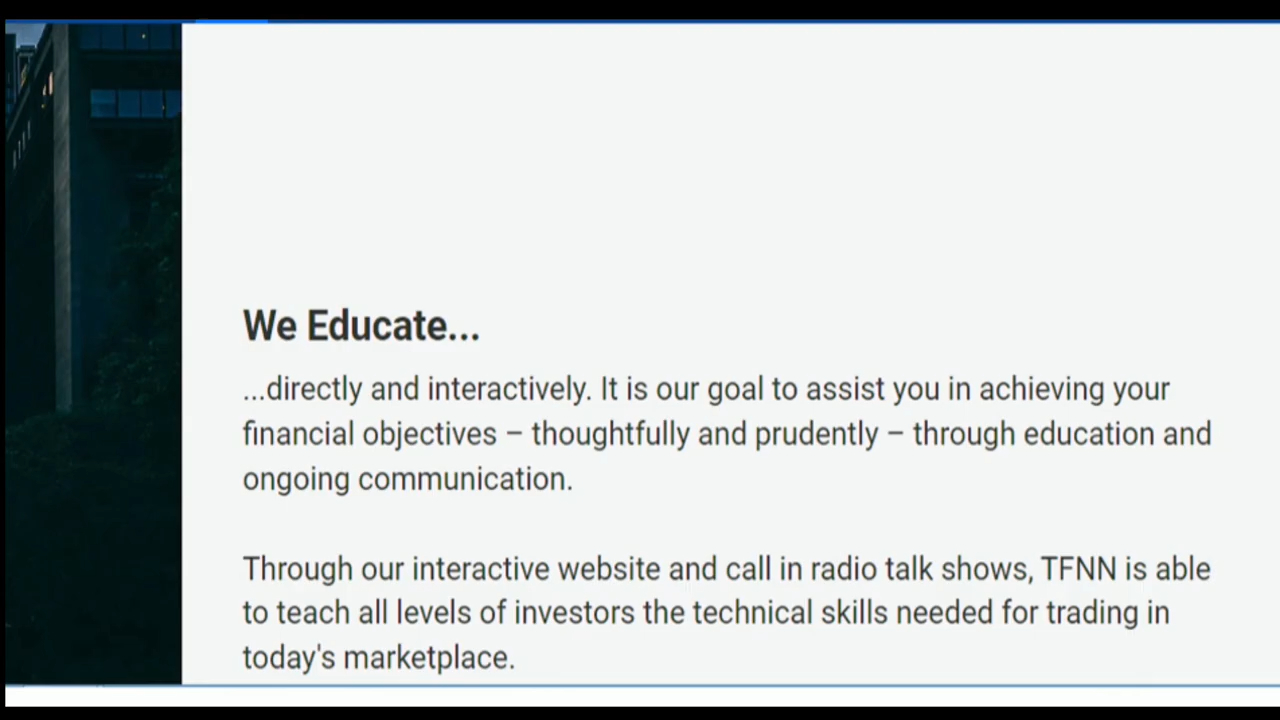 We Educate...
...directly and interactively. It is our goal to assist you in achieving your
financial objectives – thoughtfully and prudently – through education and
ongoing communication.
Through our interactive website and call in radio talk shows, TFNN is able
to teach all levels of investors the technical skills needed for trading in
today's marketplace.